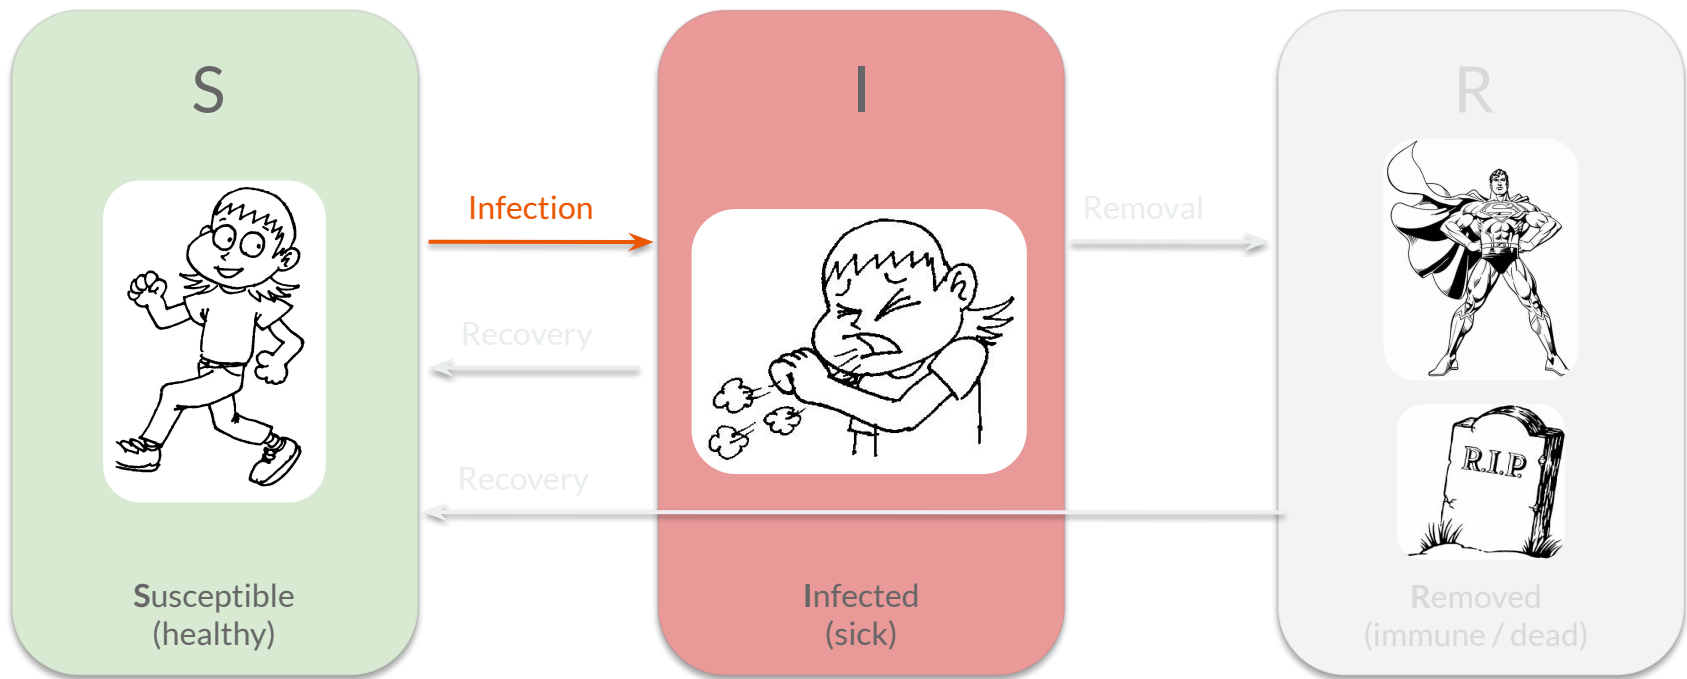 S
I
R
Infection
Removal
Recovery
Recovery
R.I.P.
Susceptible
(healthy)
Infected
(sick)
Removed
(immune / dead)